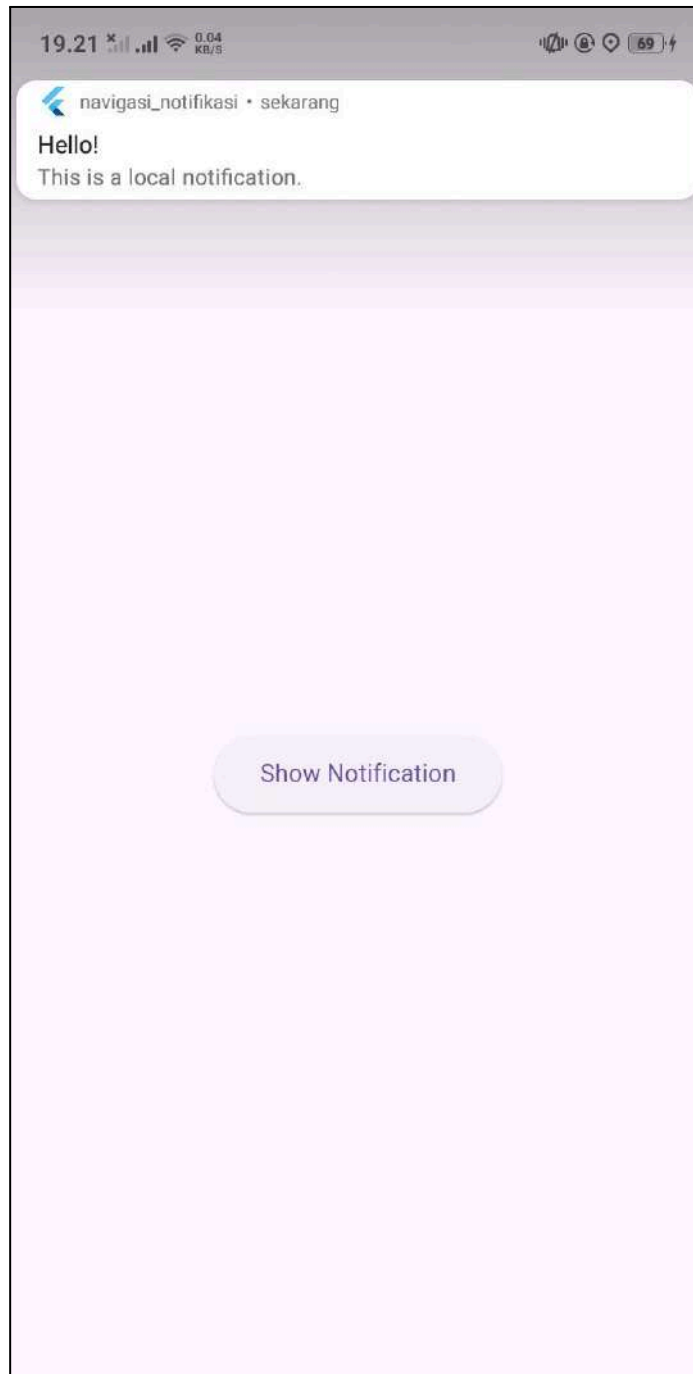 19.21 0.04 KB/S 69
navigasi_notifikasi • sekarang
Hello!
This is a local notification.
Show Notification